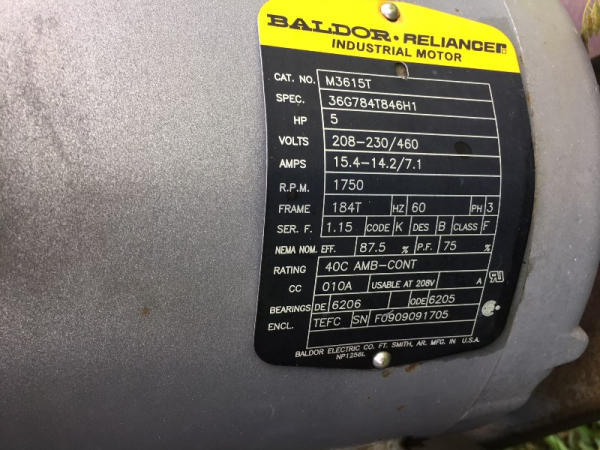 BALDOR • RELIANCER
INDUSTRIAL MOTOR
CAT. NO. M3615T
SPEC. 36G784T846H1
HP 5
VOLTS 208-230/460
AMPS 15.4-14.2/7.1
R.P.M. 1750
FRAME 184T HZ 60 PH 3
SER. F. 1.15 CODE K DES B CLASS F
NEMA NOM. EFF. 87.5 % P.F. 75 %
RATING 40C AMB-CONT
CC 010A USABLE AT 208V A
BEARINGS DE 6206 ODE 6205
ENCL. TEFC SN F0909091705
BALDOR ELECTRIC CO. FT. SMITH, AR. MFG. IN U.S.A.
NP1256L